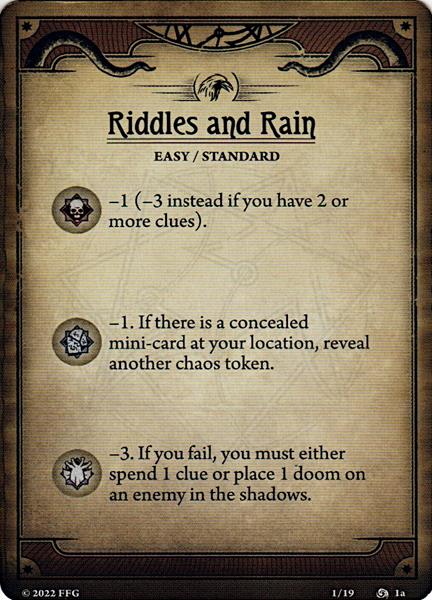 Riddles and Rain
EASY / STANDARD
–1 (–3 instead if you have 2 or
more clues).
–1. If there is a concealed
mini-card at your location, reveal
another chaos token.
–3. If you fail, you must either
spend 1 clue or place 1 doom on
an enemy in the shadows.
© 2022 FFG 1/19 1a